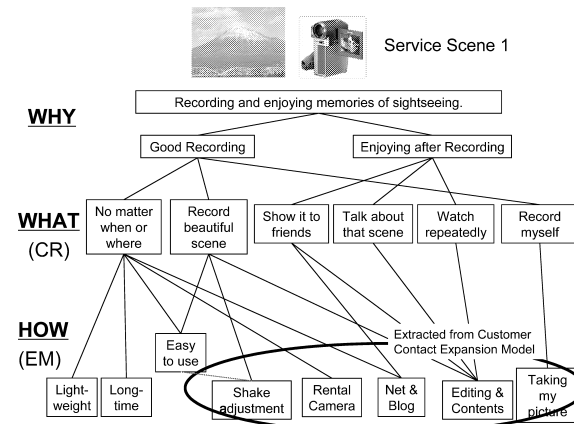 Service Scene 1
WHY
Recording and enjoying memories of sightseeing.
Good Recording
Enjoying after Recording
WHAT
(CR)
No matter
when or
where
Record
beautiful
scene
Show it to
friends
Talk about
that scene
Watch
repeatedly
Record
myself
HOW
(EM)
Extracted from Customer
Contact Expansion Model
Easy
to use
Light-
weight
Long-
time
Shake
adjustment
Rental
Camera
Net &
Blog
Editing &
Contents
Taking
my
picture